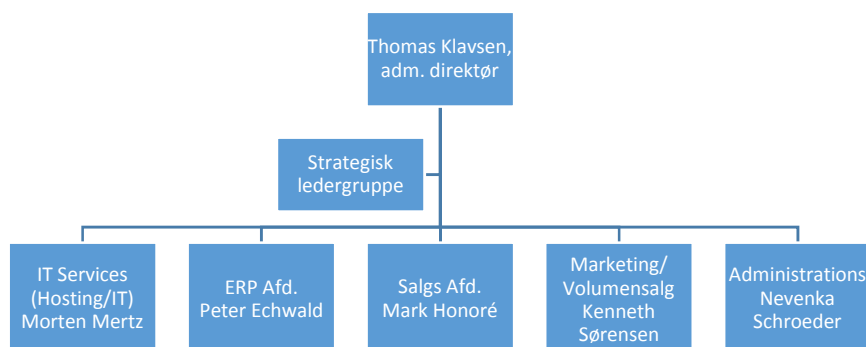 Thomas Klavsen,
adm. direktør
Strategisk
ledergruppe
IT Services
(Hosting/IT)
Morten Mertz
ERP Afd.
Peter Echwald
Salgs Afd.
Mark Honoré
Marketing/
Volumensalg
Kenneth
Sørensen
Administrations
Nevenka
Schroeder